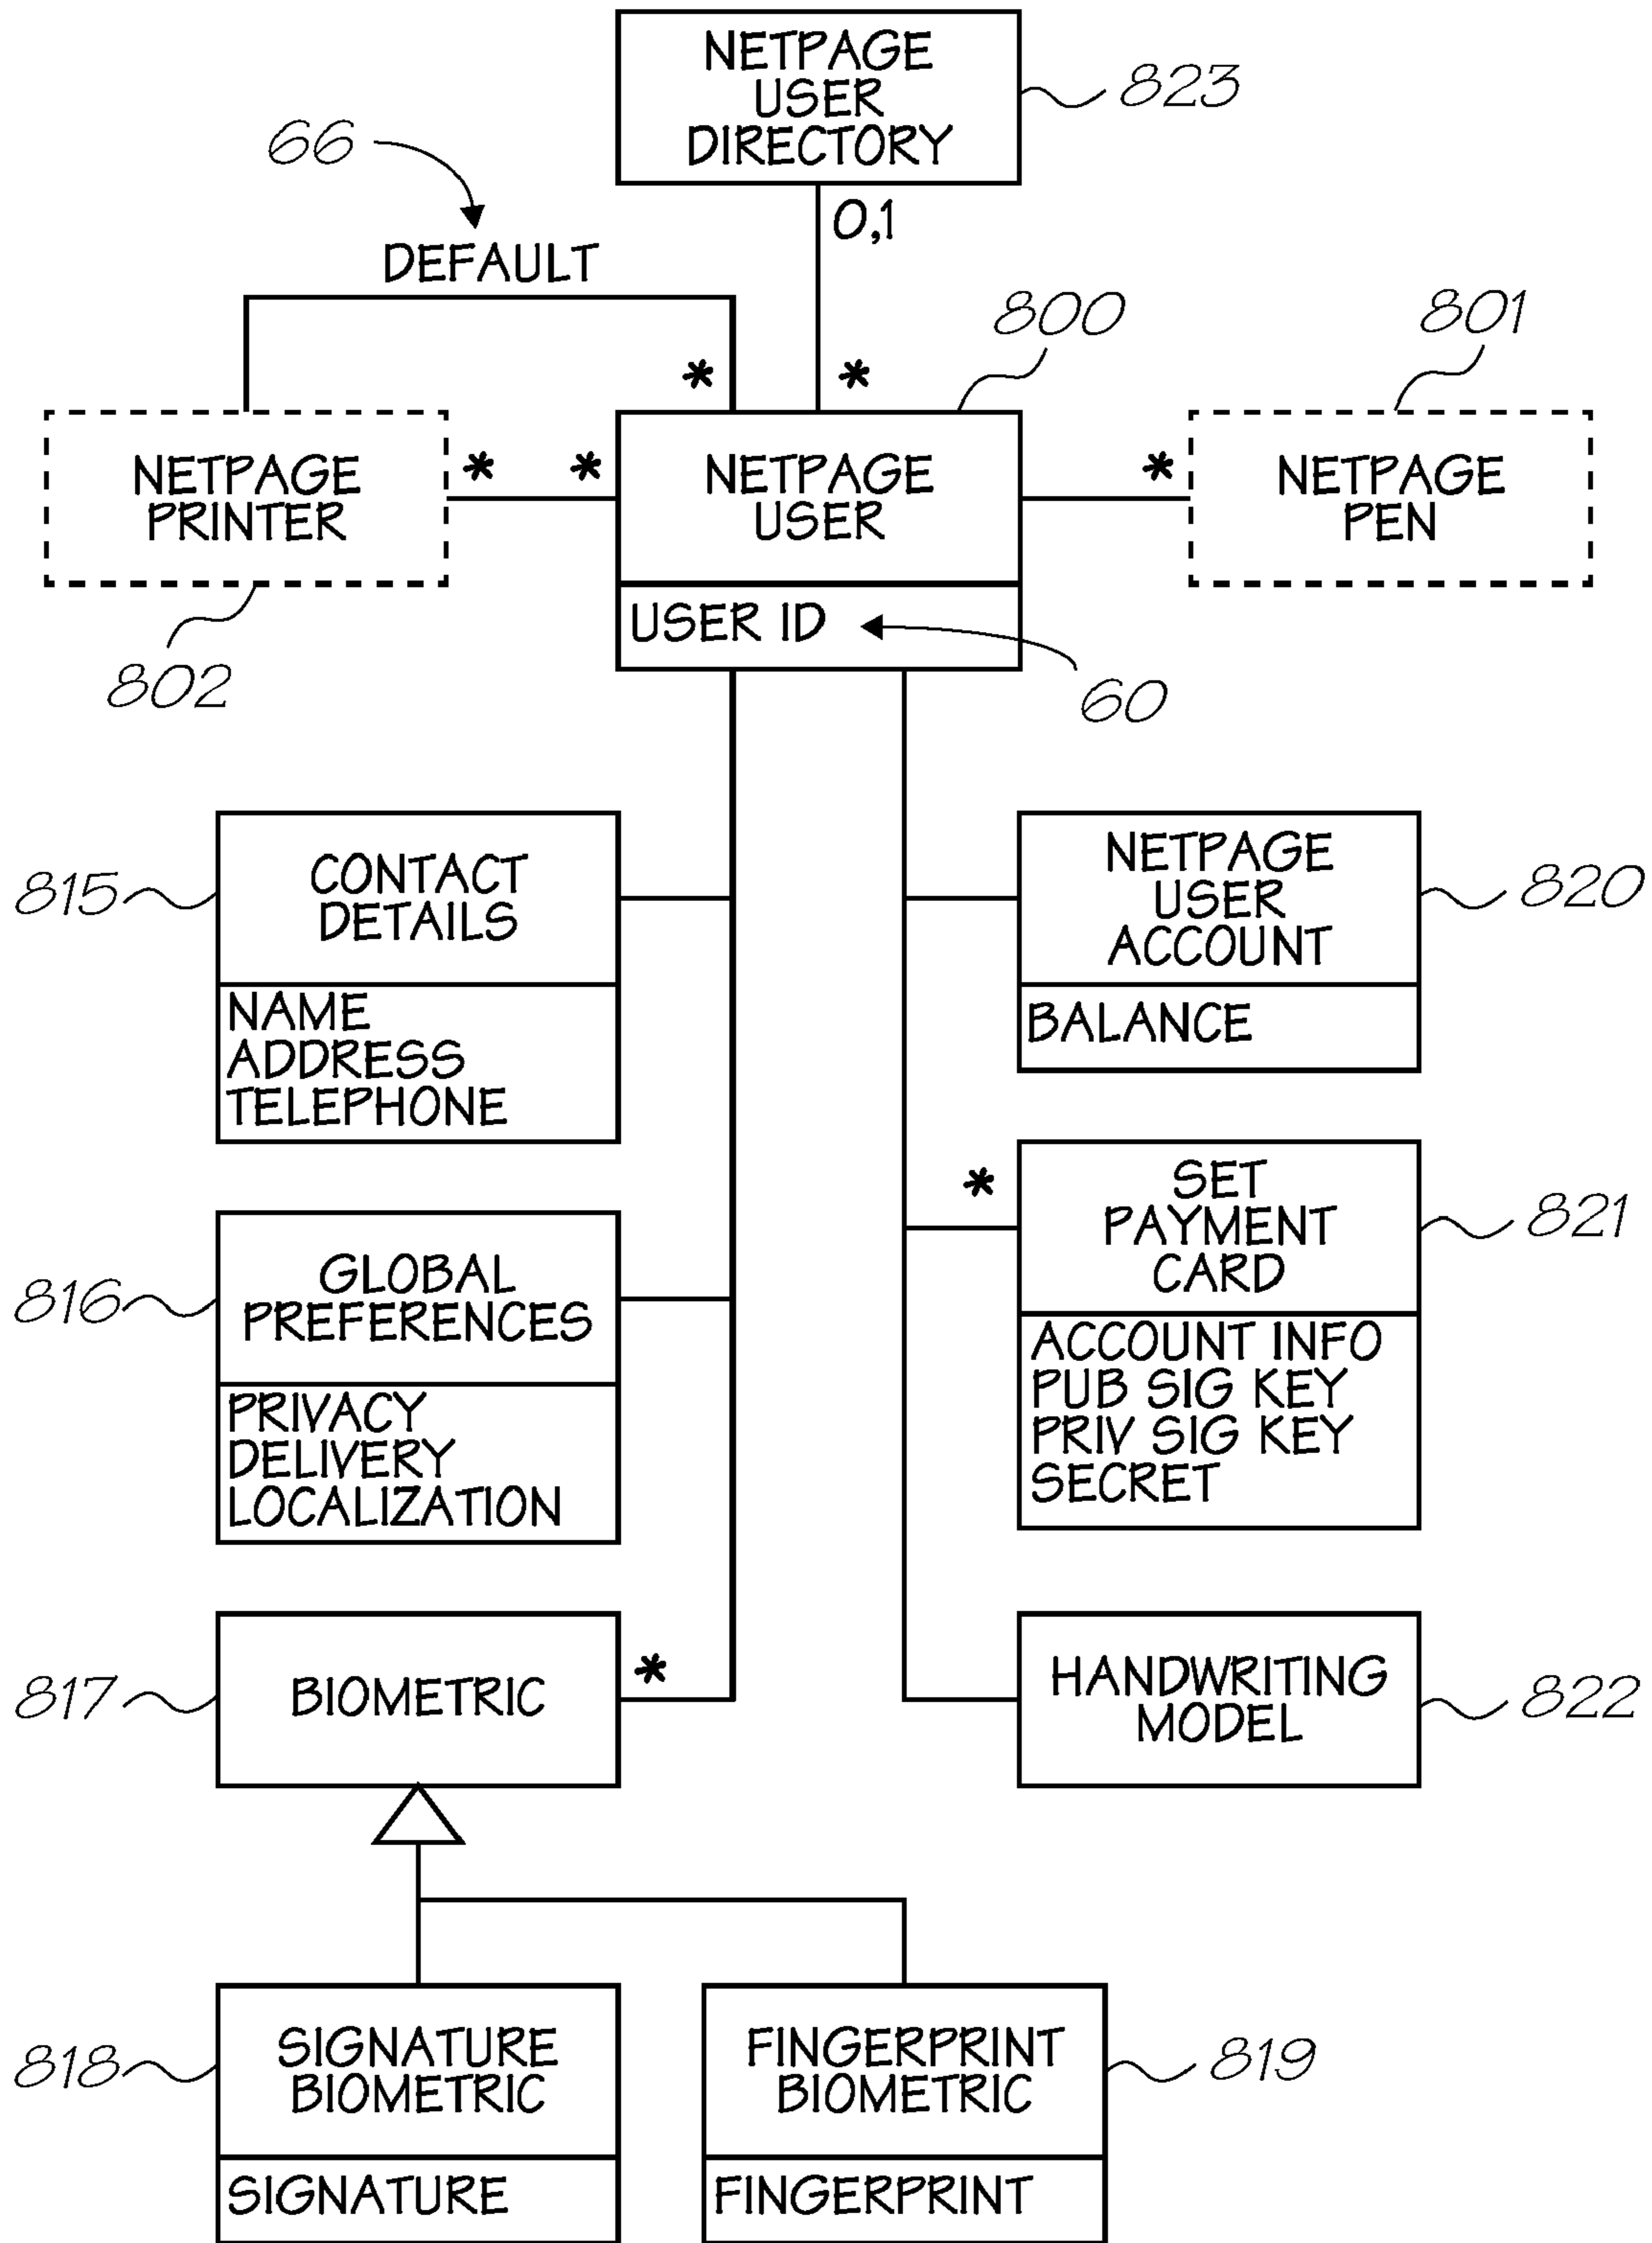 NETPAGE
USER
DIRECTORY
823
66
DEFAULT
0,1
800
801
*
*
NETPAGE
PRINTER
*
*
NETPAGE
USER
*
NETPAGE
PEN
USER ID
802
60
815
CONTACT
DETAILS
NAME
ADDRESS
TELEPHONE
NETPAGE
USER
ACCOUNT
820
BALANCE
816
GLOBAL
PREFERENCES
PRIVACY
DELIVERY
LOCALIZATION
*
SET
PAYMENT
CARD
821
ACCOUNT INFO
PUB SIG KEY
PRIV SIG KEY
SECRET
817
BIOMETRIC
*
HANDWRITING
MODEL
822
818
SIGNATURE
BIOMETRIC
SIGNATURE
FINGERPRINT
BIOMETRIC
819
FINGERPRINT